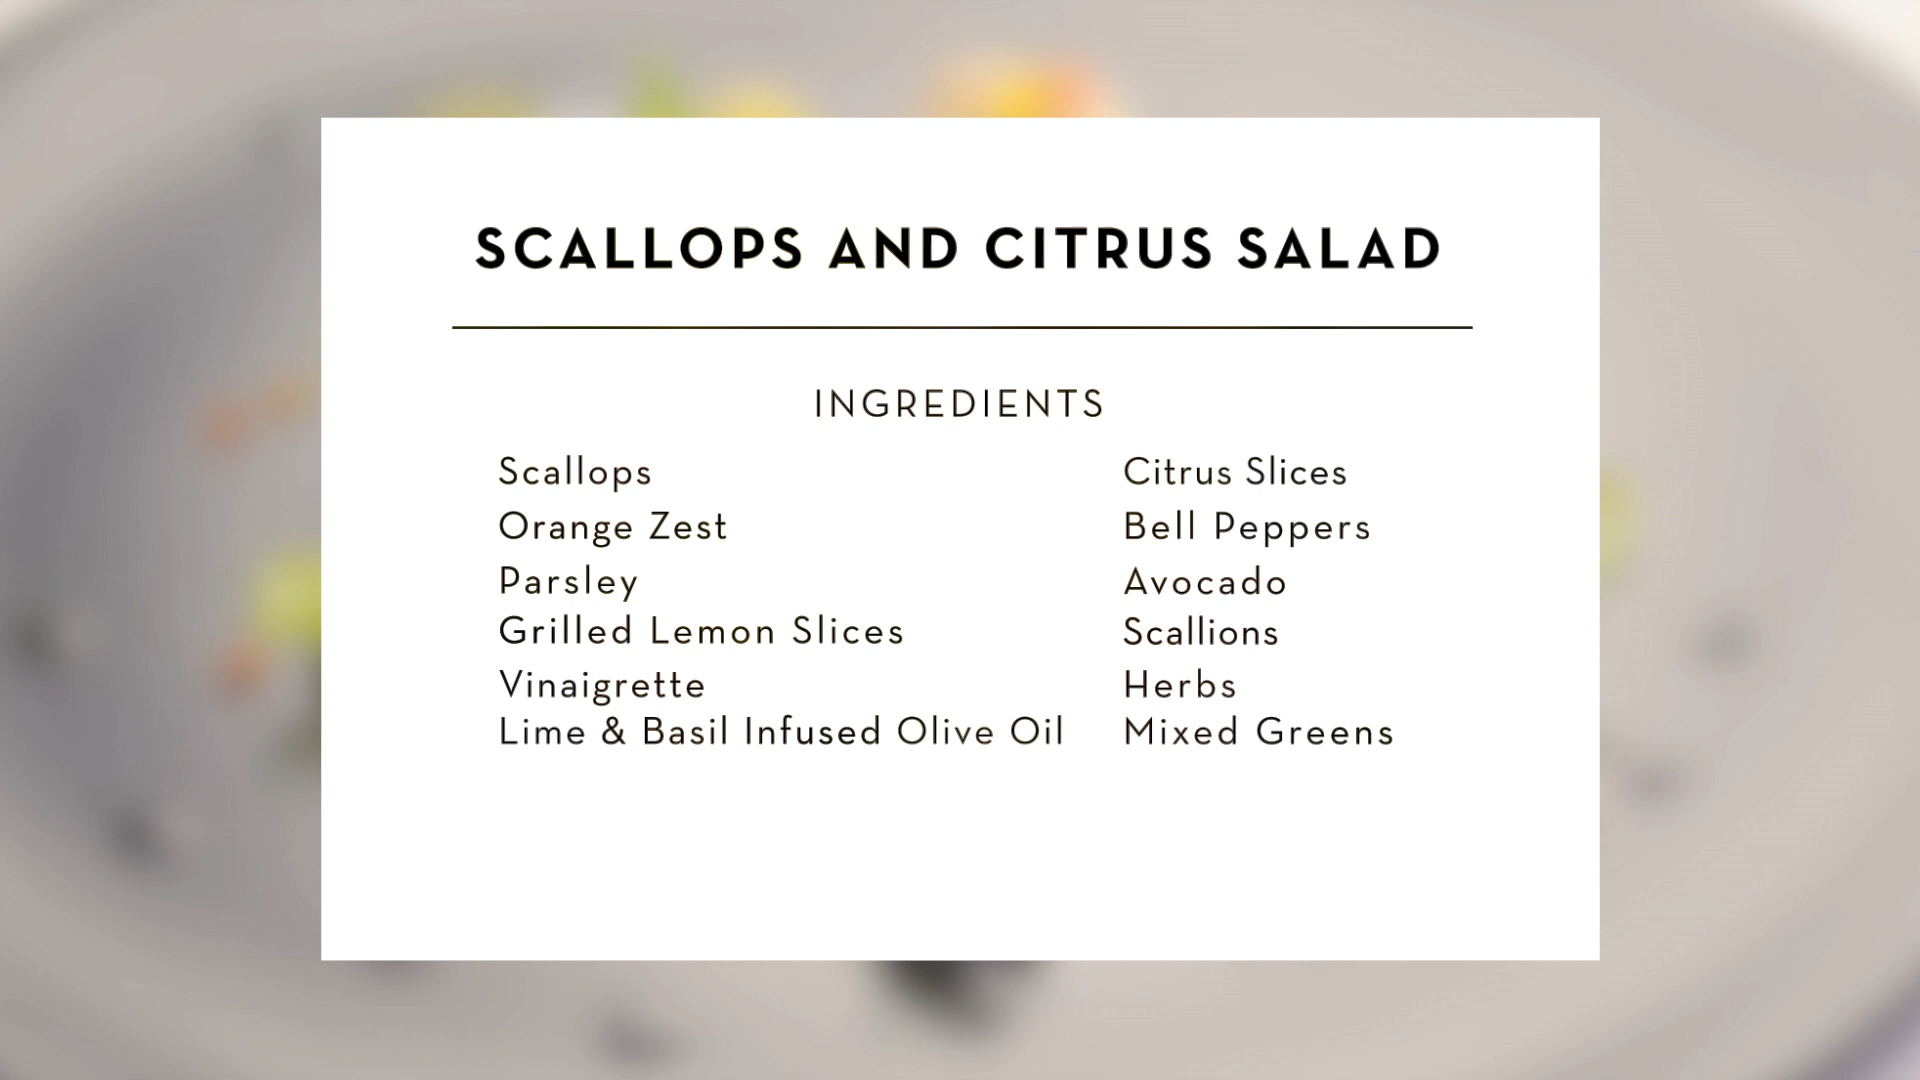 SCALLOPS AND CITRUS SALAD
INGREDIENTS
Scallops
Orange Zest
Parsley
Grilled Lemon Slices
Vinaigrette
Lime & Basil Infused Olive Oil
Citrus Slices
Bell Peppers
Avocado
Scallions
Herbs
Mixed Greens